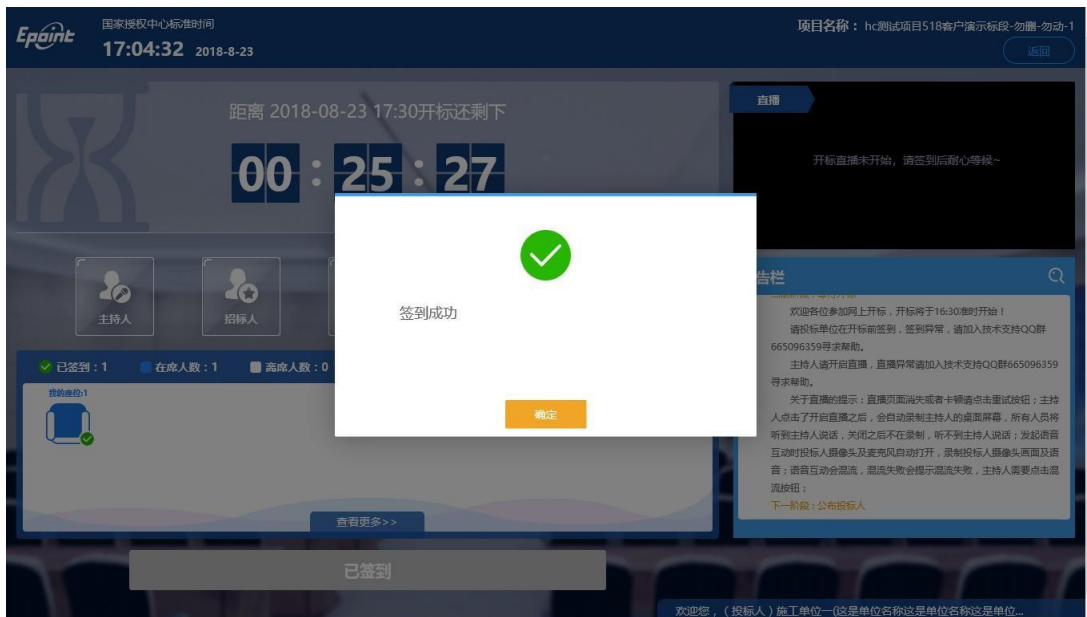 Epoint
国家授权中心标准时间
17:04:32 2018-8-23
项目名称：hc测试项目518客户演示标段-勿删-勿动-1
返回
距离 2018-08-23 17:30开标还剩下
00 : 25 : 27
直播
开标直播未开始，请签到后耐心等候~
主持人
招标人
签到成功
确定
告栏
欢迎各位参加网上开标，开标将于16:30准时开始！
请投标单位在开标前签到，签到异常，请加入技术支持QQ群
665096359寻求帮助。
主持人请开启直播，直播异常请加入技术支持QQ群665096359
寻求帮助。
关于直播的提示：直播页面消失或者卡顿请点击重试按钮；主持
人点击了开启直播之后，会自动录制主持人的桌面屏幕，所有人员将
听到主持人说话，关闭之后不在录制，听不到主持人说话；发起语音
互动时投标人摄像头及麦克风自动打开，录制投标人摄像头画面及语
音；语音互动会混流，混流失败会提示混流失败，主持人需要点击混
流按钮；
下一阶段：公布投标人
已签到：1 在席人数：1 离席人数：0
我的座位:1
查看更多>>
已签到
欢迎您，（投标人）施工单位一(这是单位名称这是单位名称这是单位...